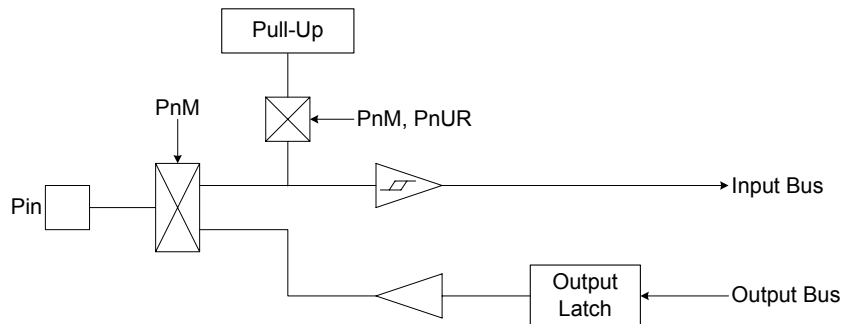 Pull-Up
PnM
PnM, PnUR
Pin
Input Bus
Output
Latch
Output Bus